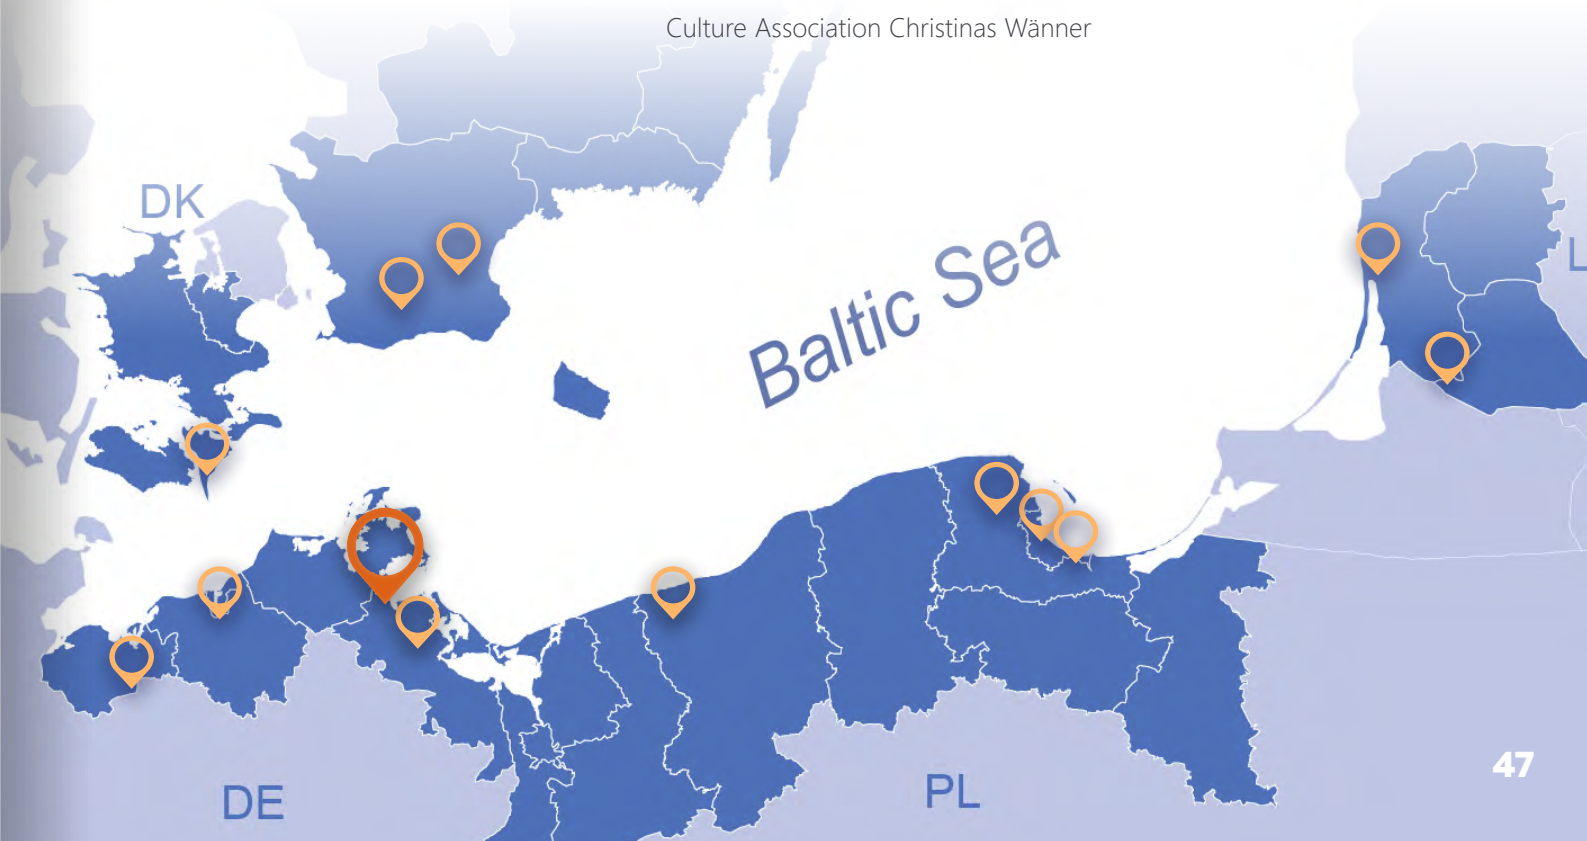 Culture Association Christinas Wänner
DK
L
Baltic Sea
47
PL
DE